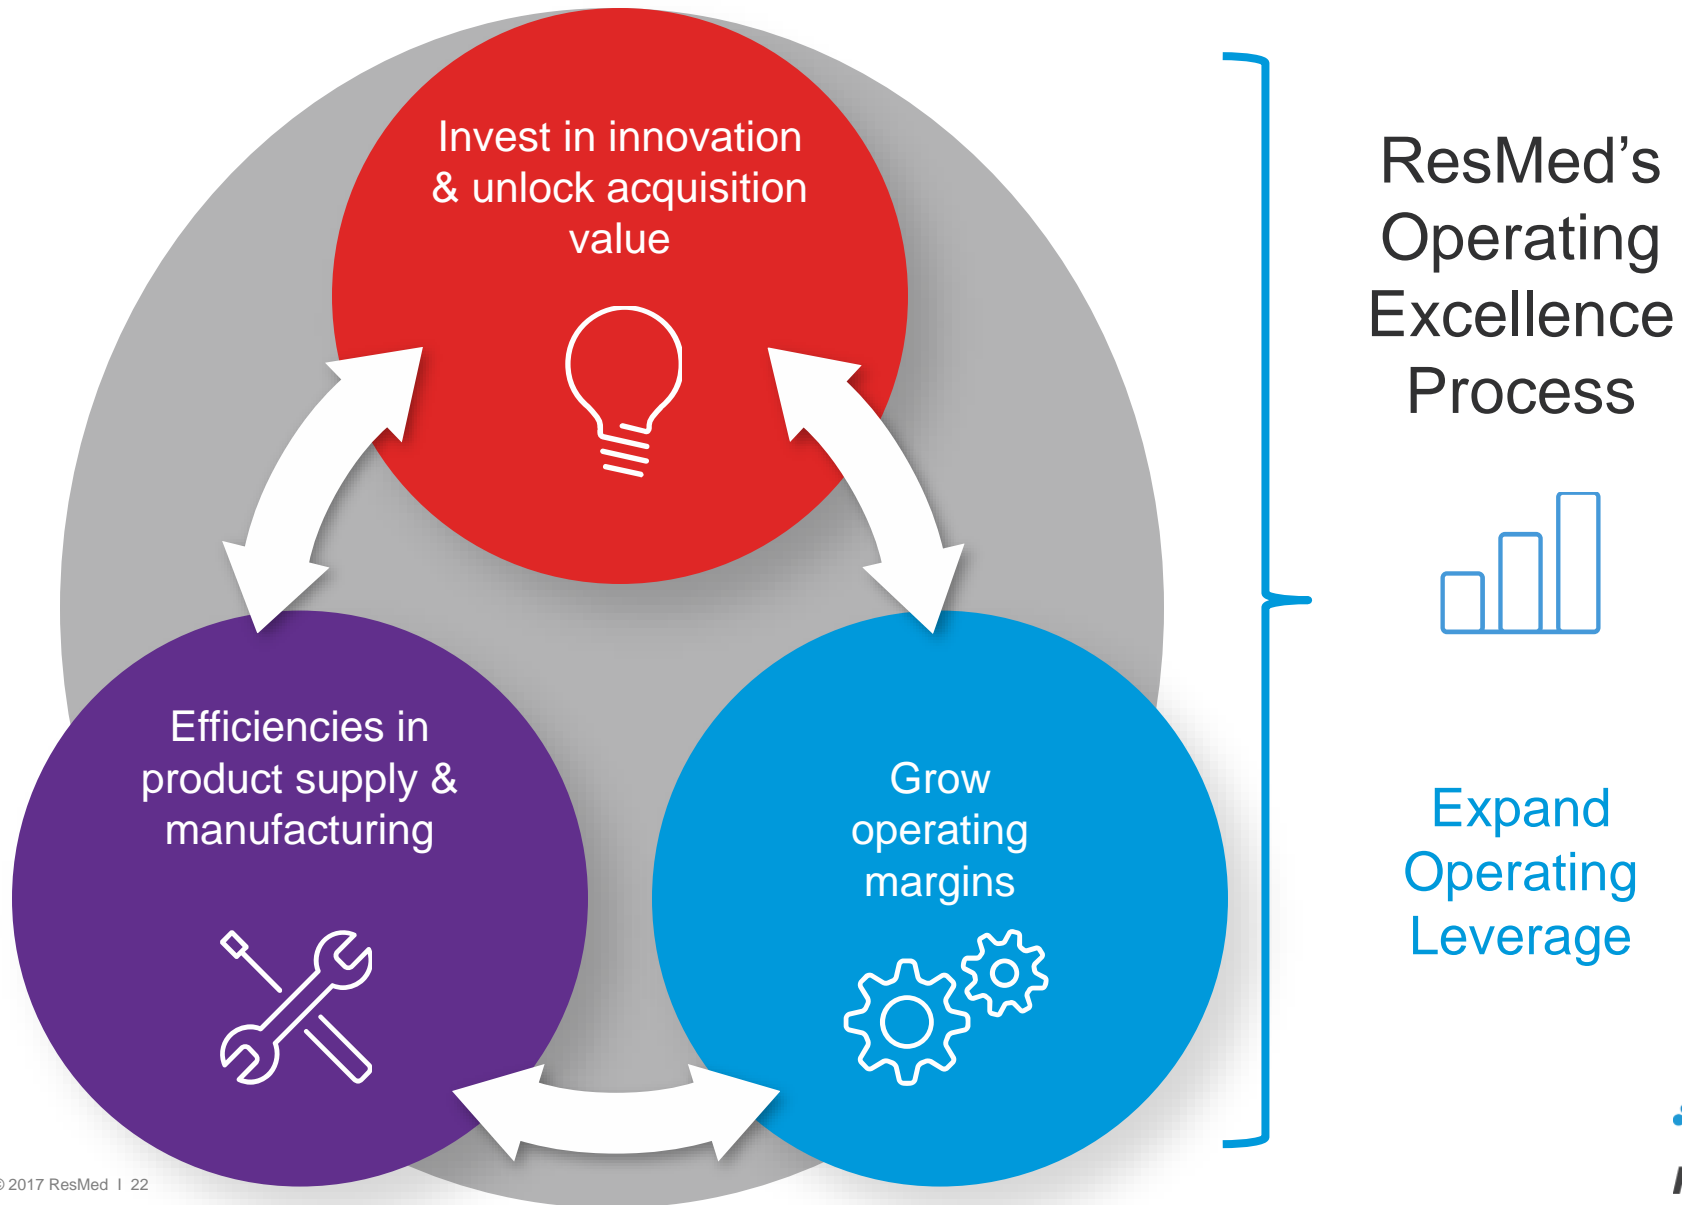 Invest in innovation
& unlock acquisition
value
Efficiencies in
product supply &
manufacturing
Grow
operating
margins
ResMed’s
Operating
Excellence
Process
Expand
Operating
Leverage
© 2017 ResMed I 22